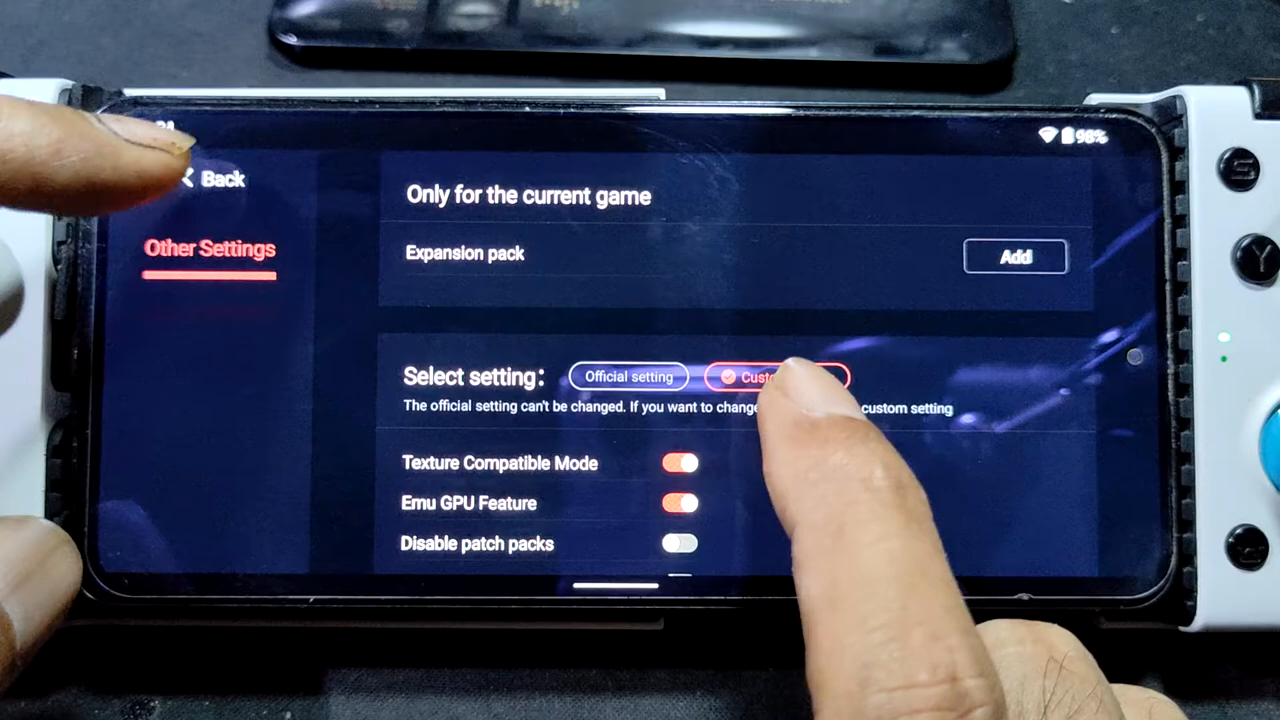 98%
Back
Other Settings
Only for the current game
Expansion pack
Add
Select setting:
Official setting
The official setting can't be changed. If you want to change custom setting
Texture Compatible Mode
Emu GPU Feature
Disable patch packs
S
Y